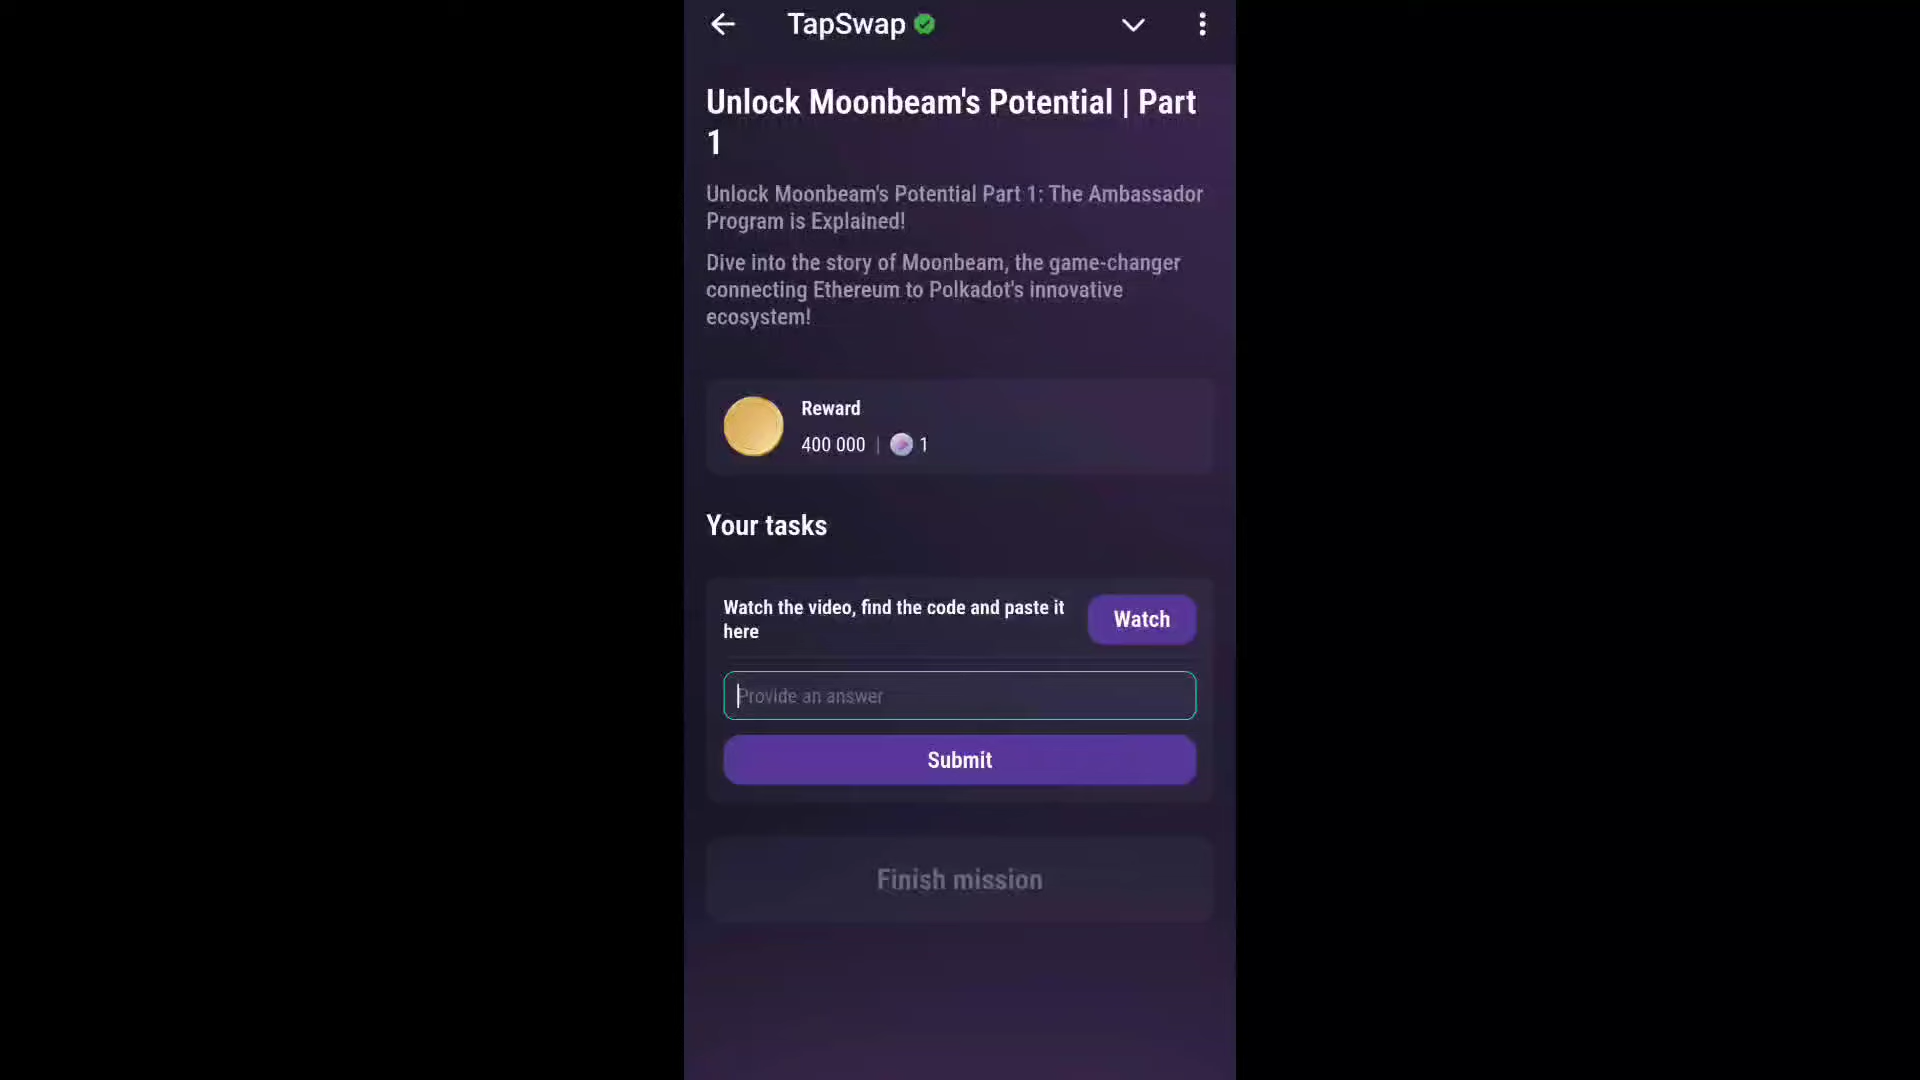 TapSwap
Unlock Moonbeam's Potential | Part
1
Unlock Moonbeam's Potential Part 1: The Ambassador
Program is Explained!
Dive into the story of Moonbeam, the game-changer
connecting Ethereum to Polkadot's innovative
ecosystem!
Reward
400 000 | 1
Your tasks
Watch the video, find the code and paste it
here
Watch
Provide an answer
Submit
Finish mission